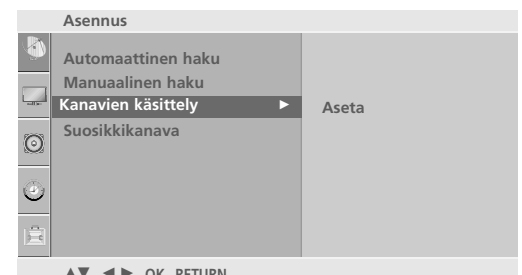 Asennus
Automaattinen haku
Manuaalinen haku
Kanavien käsittely ►
Aseta
Suosikkikanava
▲▼ ◄ ► OK RETURN